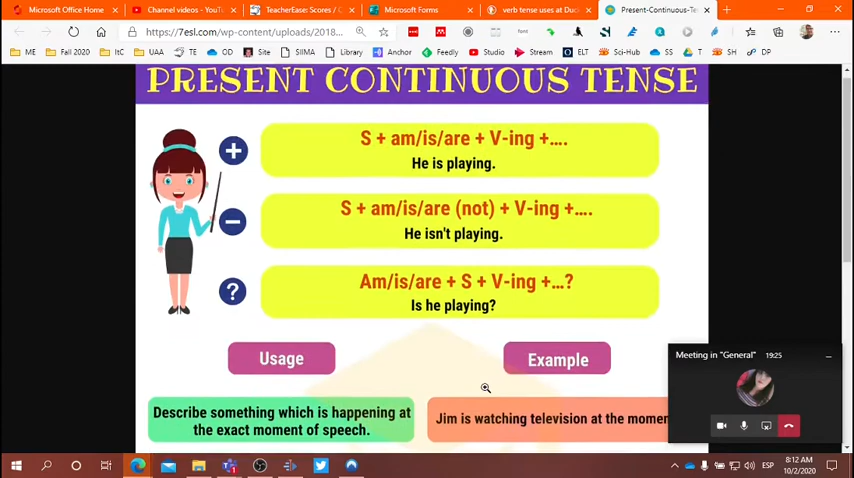 Microsoft Office Home
Channel videos - YouTu
TeacherEase: Scores / C
Microsoft Forms
verb tense uses at Duc
Present-Continuous-Te
https://7esl.com/wp-content/uploads/2018...
ME
Fall 2020
ItC
UAA
TE
OD
Site
SIIMA
Library
Anchor
Feedly
Studio
Stream
ELT
Sci-Hub
SS
T
SH
DP
PRESENT CONTINUOUS TENSE
+
S + am/is/are + V-ing +....
He is playing.
−
S + am/is/are (not) + V-ing +....
He isn't playing.
?
Am/is/are + S + V-ing +...?
Is he playing?
Usage
Example
Describe something which is happening at
the exact moment of speech.
Jim is watching television at the momen
Meeting in "General"
19:25
ESP
8:12 AM
10/2/2020